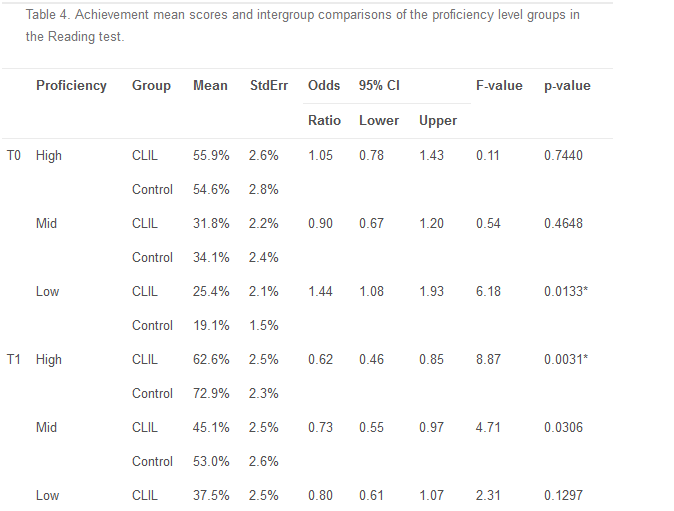 Table 4. Achievement mean scores and intergroup comparisons of the proficiency level groups in
the Reading test.
Proficiency Group Mean StdErr Odds 95% CI F-value p-value
Ratio Lower Upper
T0 High CLIL 55.9% 2.6% 1.05 0.78 1.43 0.11 0.7440
Control 54.6% 2.8%
Mid CLIL 31.8% 2.2% 0.90 0.67 1.20 0.54 0.4648
Control 34.1% 2.4%
Low CLIL 25.4% 2.1% 1.44 1.08 1.93 6.18 0.0133*
Control 19.1% 1.5%
T1 High CLIL 62.6% 2.5% 0.62 0.46 0.85 8.87 0.0031*
Control 72.9% 2.3%
Mid CLIL 45.1% 2.5% 0.73 0.55 0.97 4.71 0.0306
Control 53.0% 2.6%
Low CLIL 37.5% 2.5% 0.80 0.61 1.07 2.31 0.1297